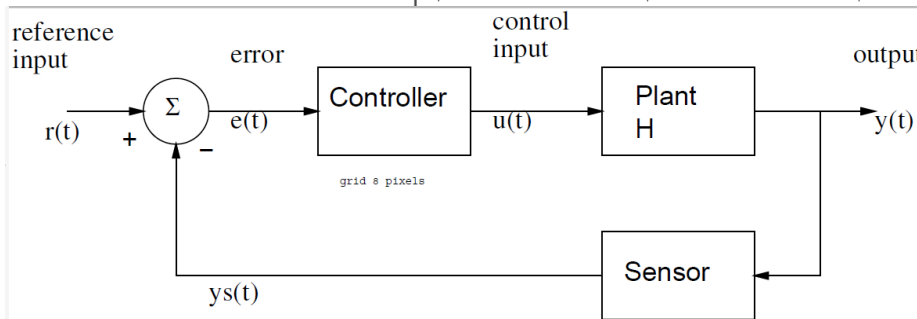 reference
input
error
control
input
output
Σ
Controller
Plant
H
r(t)
+
−
e(t)
u(t)
y(t)
grid 8 pixels
Sensor
ys(t)